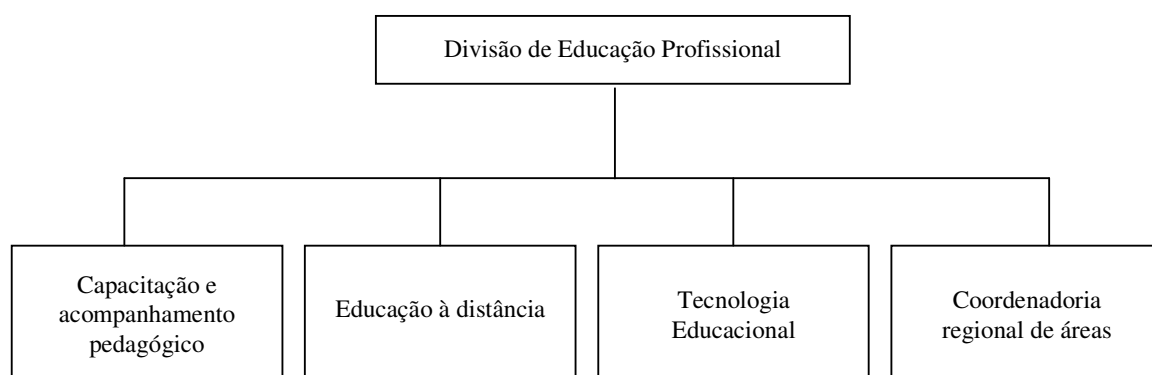 Divisão de Educação Profissional
Capacitação e
acompanhamento
pedagógico
Educação à distância
Tecnologia
Educacional
Coordenadoria
regional de áreas